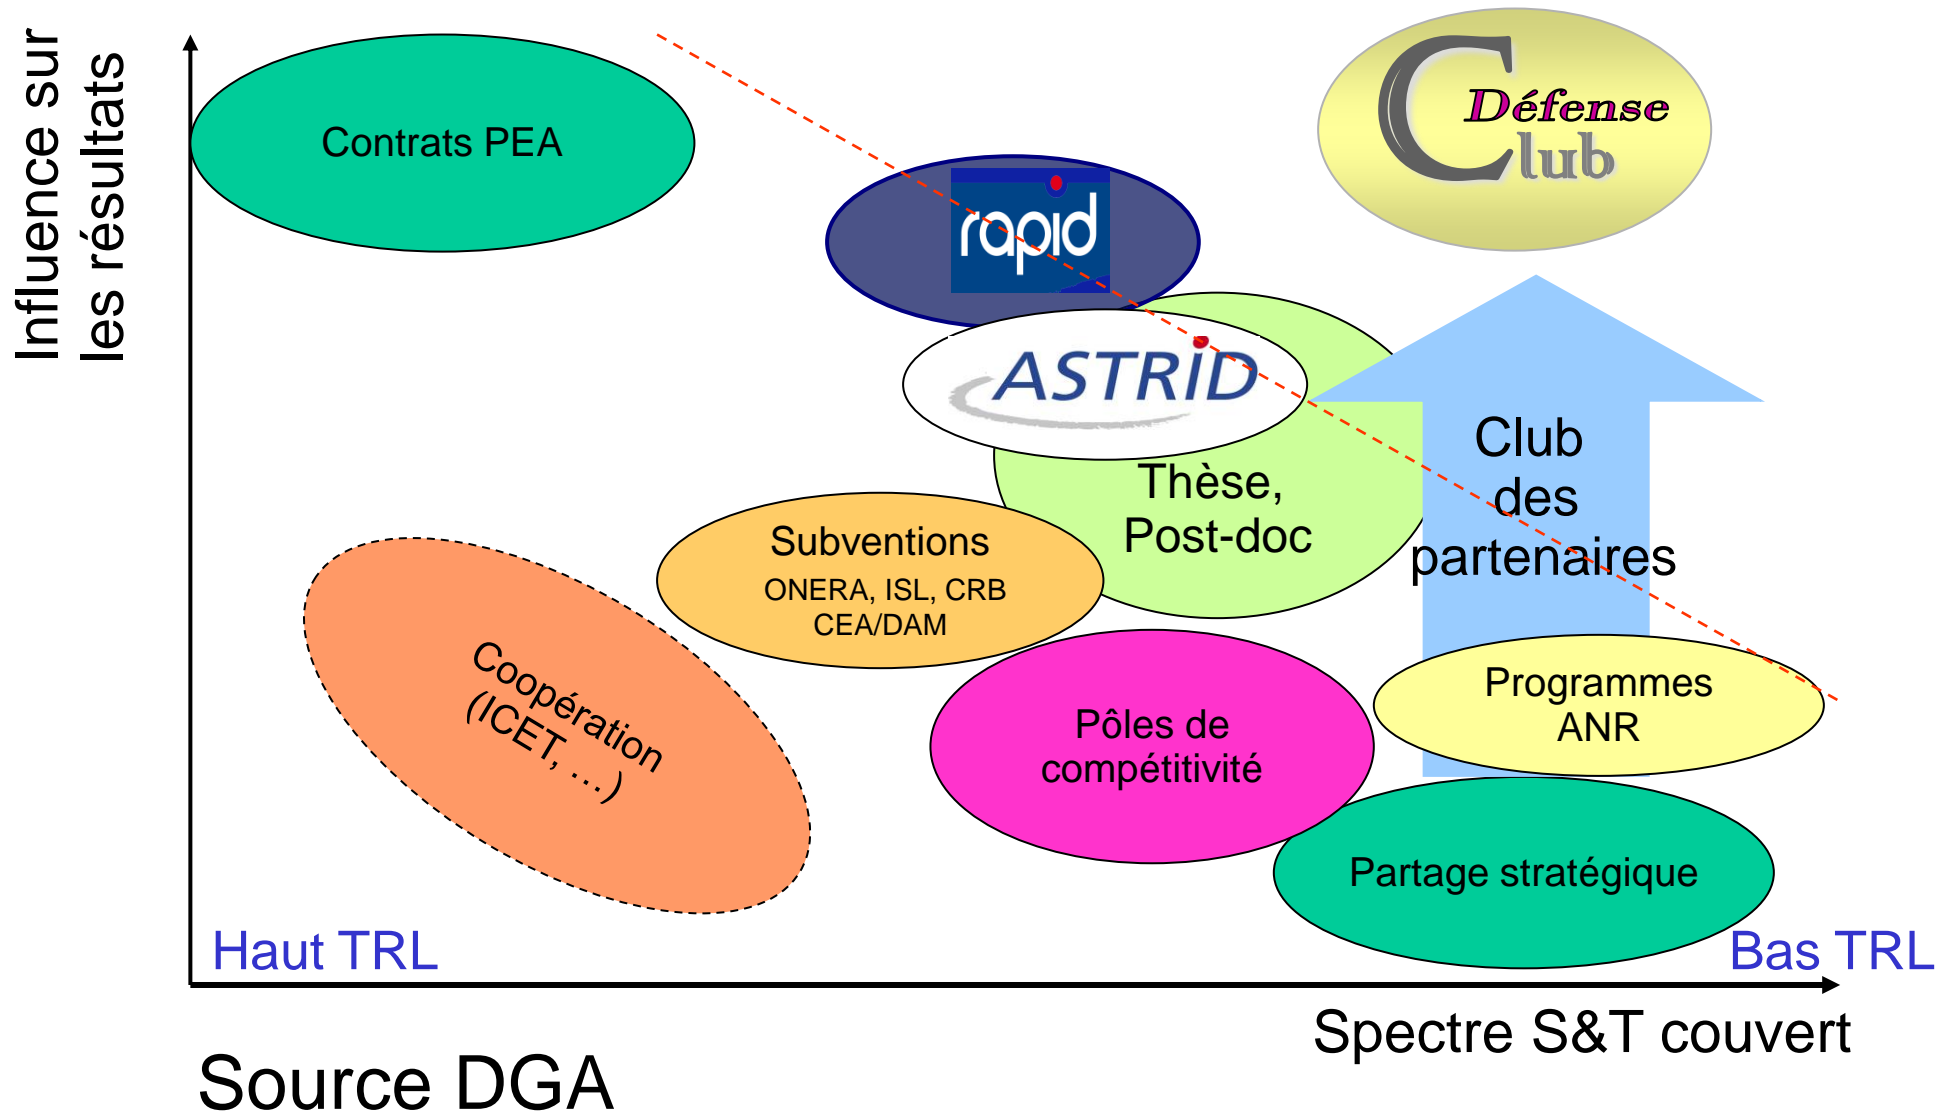 Influence sur
les résultats
Contrats PEA
Défense
Club
rapid
ASTRID
Thèse,
Post-doc
Club
des
partenaires
Subventions
ONERA, ISL, CRB
CEA/DAM
Coopération
(ICET, …)
Pôles de
compétitivité
Programmes
ANR
Partage stratégique
Haut TRL
Bas TRL
Spectre S&T couvert
Source DGA